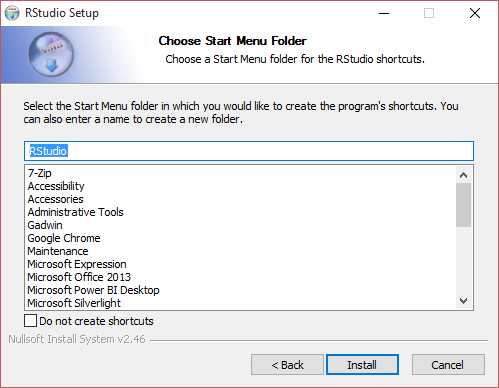 RStudio Setup
Choose Start Menu Folder
Choose a Start Menu folder for the RStudio shortcuts.
Select the Start Menu folder in which you would like to create the program's shortcuts. You
can also enter a name to create a new folder.
RStudio
7-Zip
Accessibility
Accessories
Administrative Tools
Gadwin
Google Chrome
Maintenance
Microsoft Expression
Microsoft Office 2013
Microsoft Power BI Desktop
Microsoft Silverlight
Do not create shortcuts
Nullsoft Install System v2.46
< Back Install Cancel